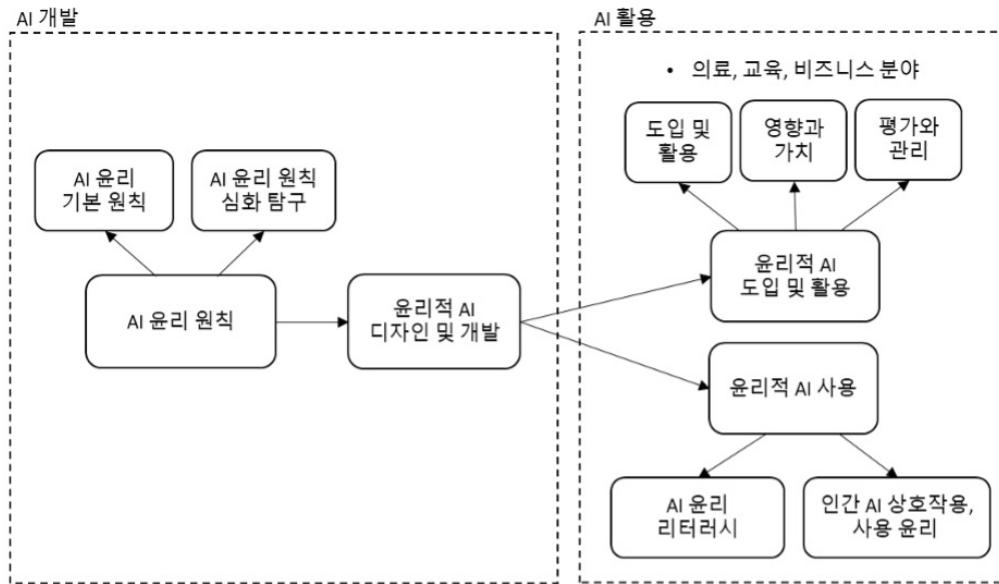 AI 개발
AI 윤리
기본 원칙
AI 윤리 원칙
심화 탐구
AI 윤리 원칙
윤리적 AI
디자인 및 개발
AI 활용
• 의료, 교육, 비즈니스 분야
도입 및
활용
영향과
가치
평가와
관리
윤리적 AI
도입 및 활용
윤리적 AI 사용
AI 윤리
리터러시
인간 AI 상호작용,
사용 윤리